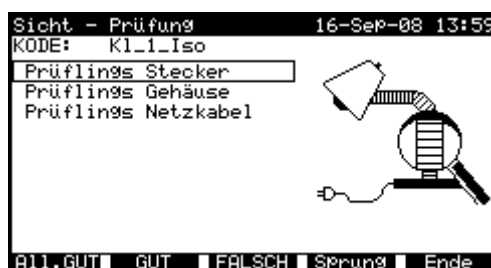 Sicht - Prüfung 16-Sep-08 13:59
KODE: Kl_1_Iso
Prüflings Stecker
Prüflings Gehäuse
Prüflings Netzkabel
All.GUT GUT FALSCH Sprung Ende